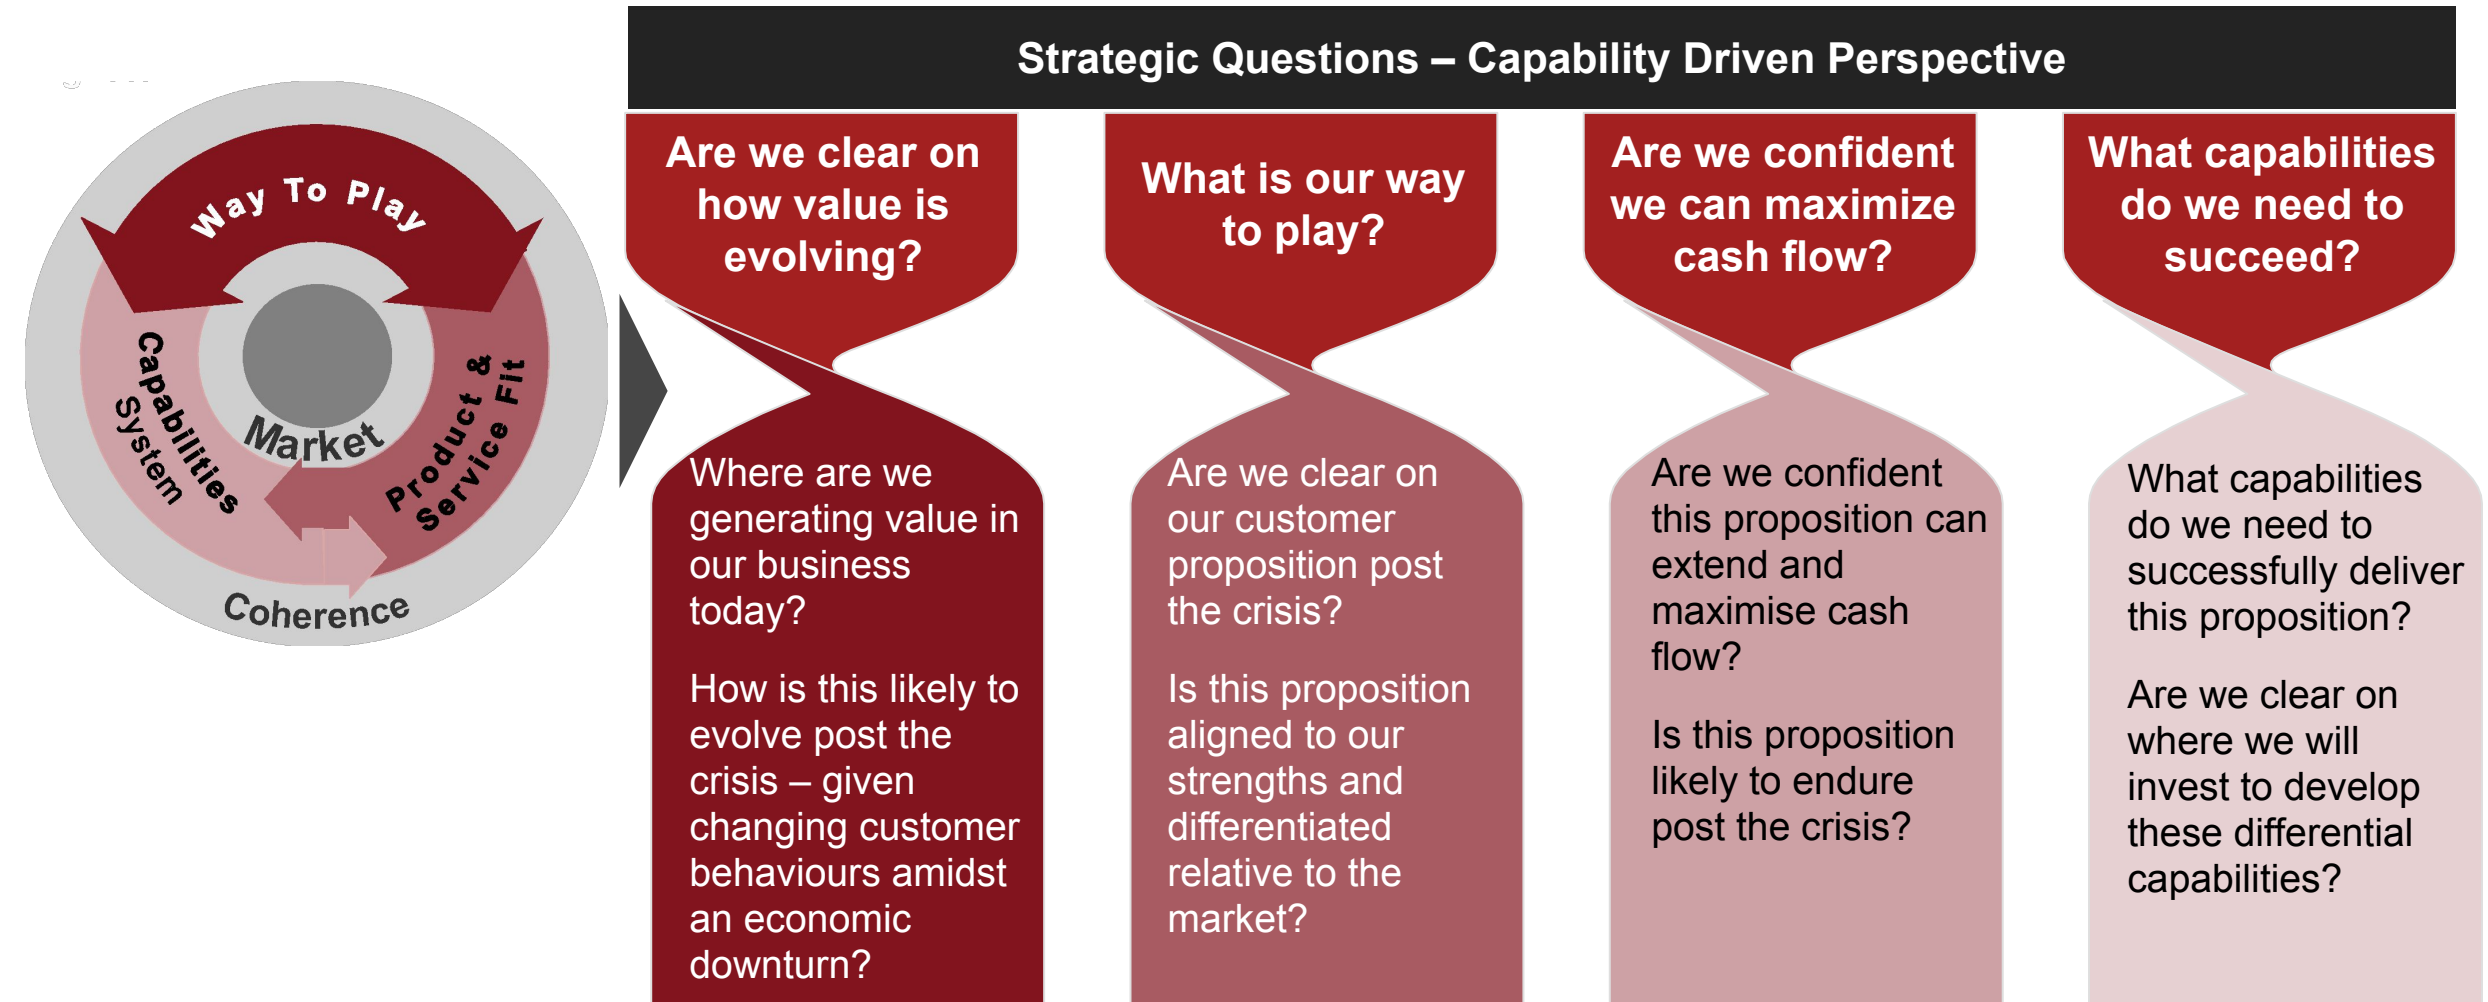 Strategic Questions – Capability Driven Perspective
Way To Play
Capabilities
System
Product &
Service Fit
Market
Coherence
Are we clear on
how value is
evolving?
Where are we
generating value in
our business
today?
How is this likely to
evolve post the
crisis – given
changing customer
behaviours amidst
an economic
downturn?
What is our way
to play?
Are we clear on
our customer
proposition post
the crisis?
Is this proposition
aligned to our
strengths and
differentiated
relative to the
market?
Are we confident
we can maximize
cash flow?
Are we confident
this proposition can
extend and
maximise cash
flow?
Is this proposition
likely to endure
post the crisis?
What capabilities
do we need to
succeed?
What capabilities
do we need to
successfully deliver
this proposition?
Are we clear on
where we will
invest to develop
these differential
capabilities?